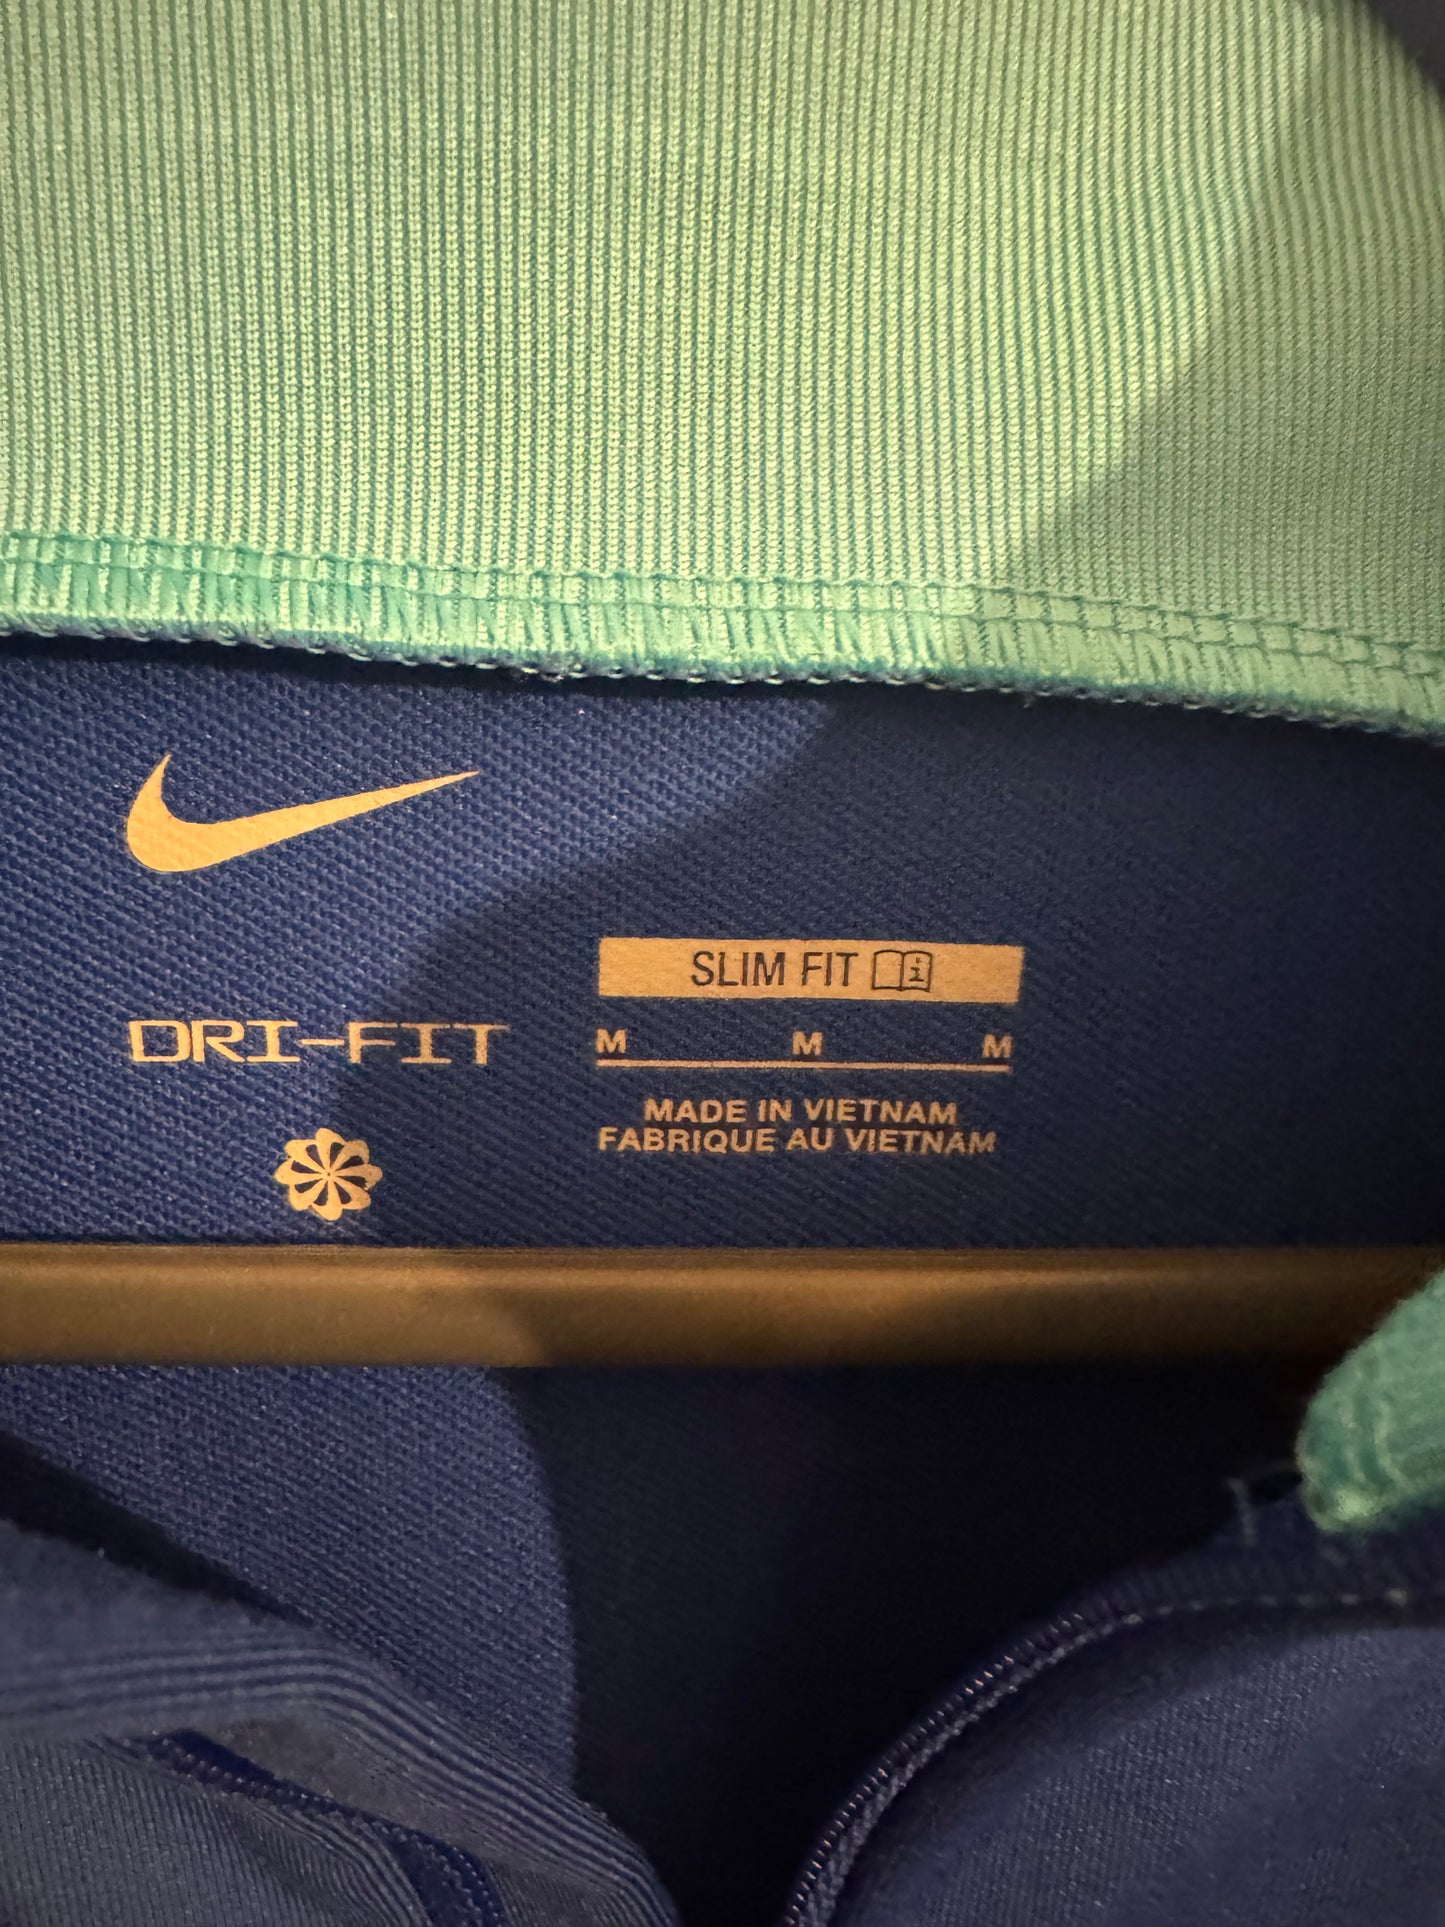 SLIM FIT
DRI-FIT
M M M
MADE IN VIETNAM
FABRIQUE AU VIETNAM